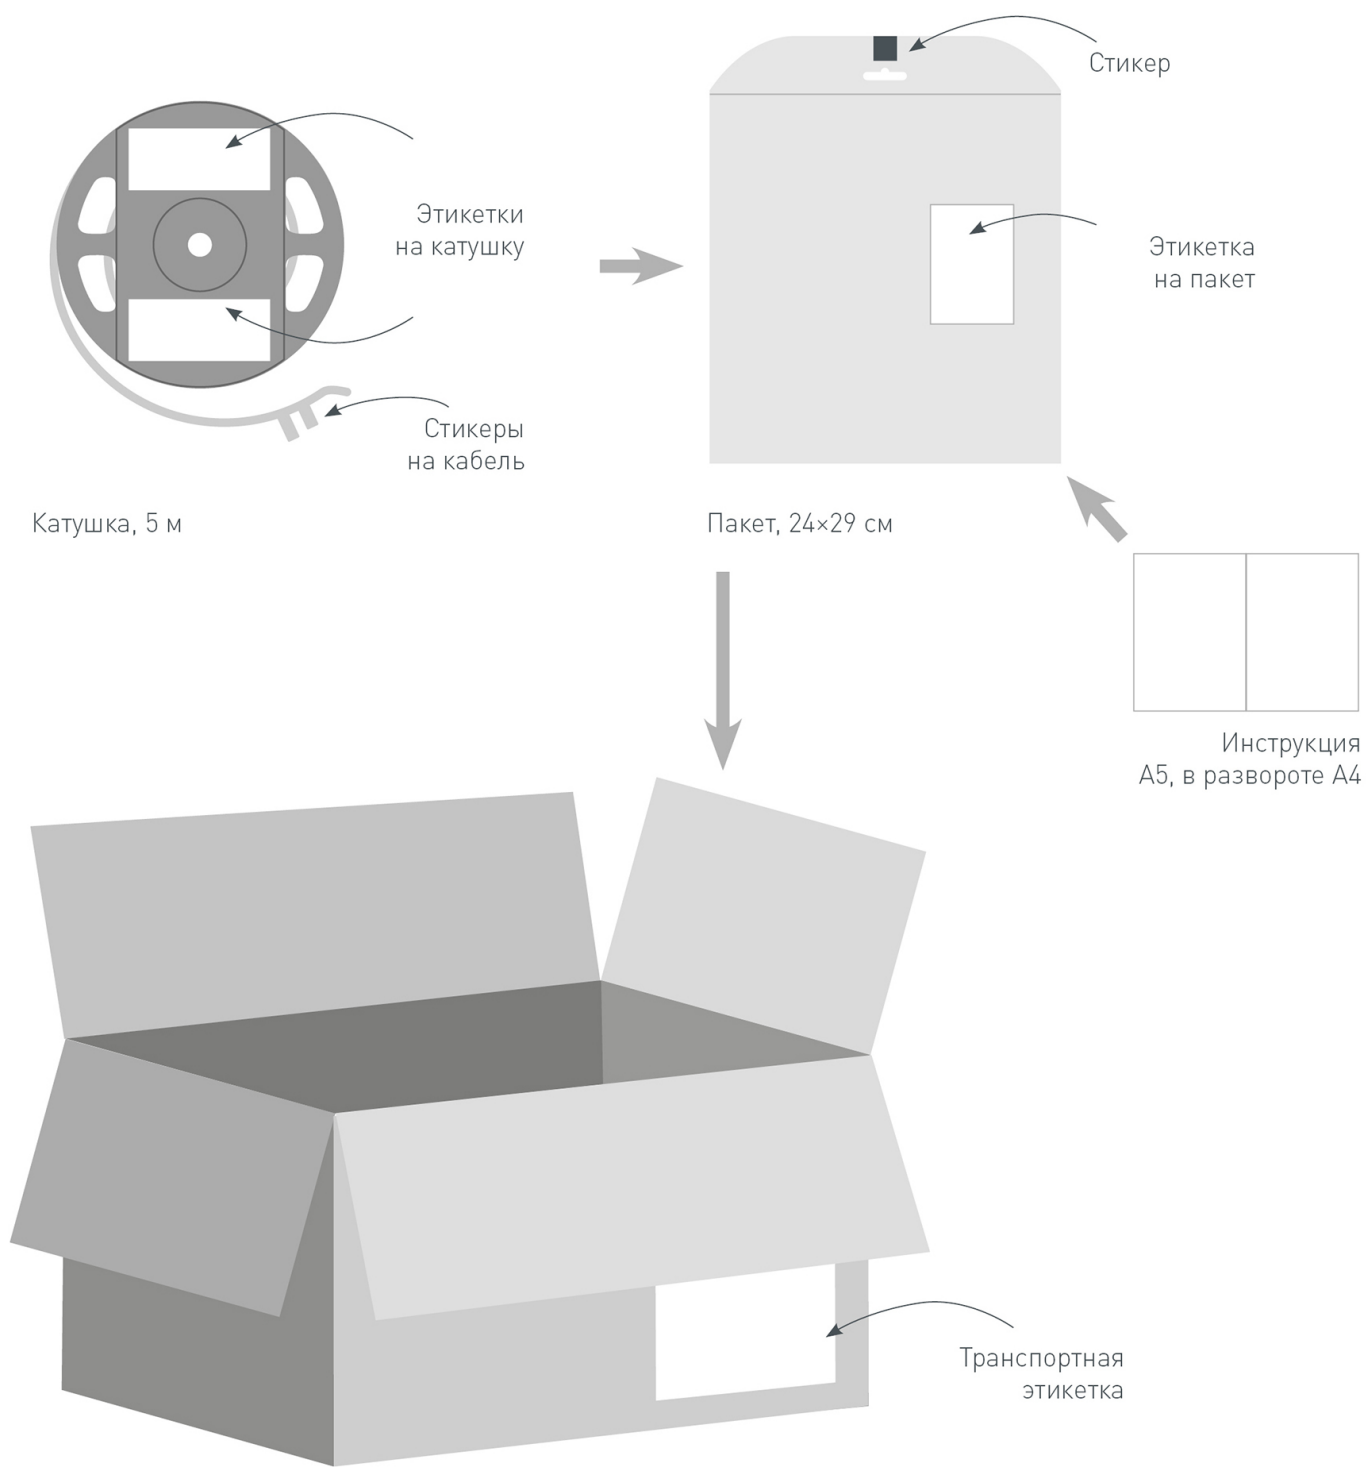 Стикер
Этикетки
на катушку
Этикетка
на пакет
Стикеры
на кабель
Катушка, 5 м
Пакет, 24×29 см
Инструкция
А5, в развороте А4
Транспортная
этикетка